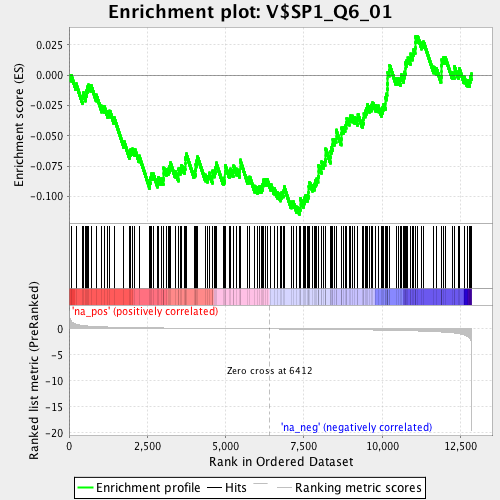 Enrichment plot: V$SP1_Q6_01
Enrichment score (ES)
0.025
0.000
-0.025
-0.050
-0.075
-0.100
'na_pos' (positively correlated)
Ranked list metric (PreRanked)
0
-5
-10
-15
-20
Zero cross at 6412
'na_neg' (negatively correlated)
0
2,500
5,000
7,500
10,000
12,500
Rank in Ordered Dataset
Enrichment profile
Hits
Ranking metric scores